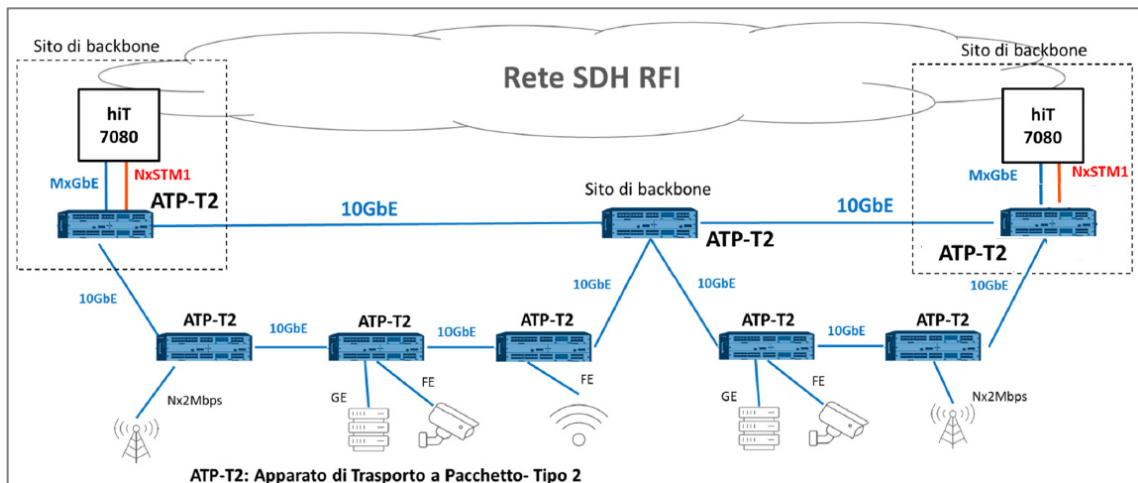 Sito di backbone
Sito di backbone
Rete SDH RFI
hiT
7080
hiT
7080
MxGbE
NxSTM1
MxGbE
NxSTM1
ATP-T2
Sito di backbone
10GbE
10GbE
ATP-T2
ATP-T2
10GbE
10GbE
10GbE
10GbE
ATP-T2
ATP-T2
ATP-T2
ATP-T2
ATP-T2
10GbE
10GbE
10GbE
Nx2Mbps
GE
FE
FE
GE
FE
Nx2Mbps
ATP-T2: Apparato di Trasporto a Pacchetto- Tipo 2